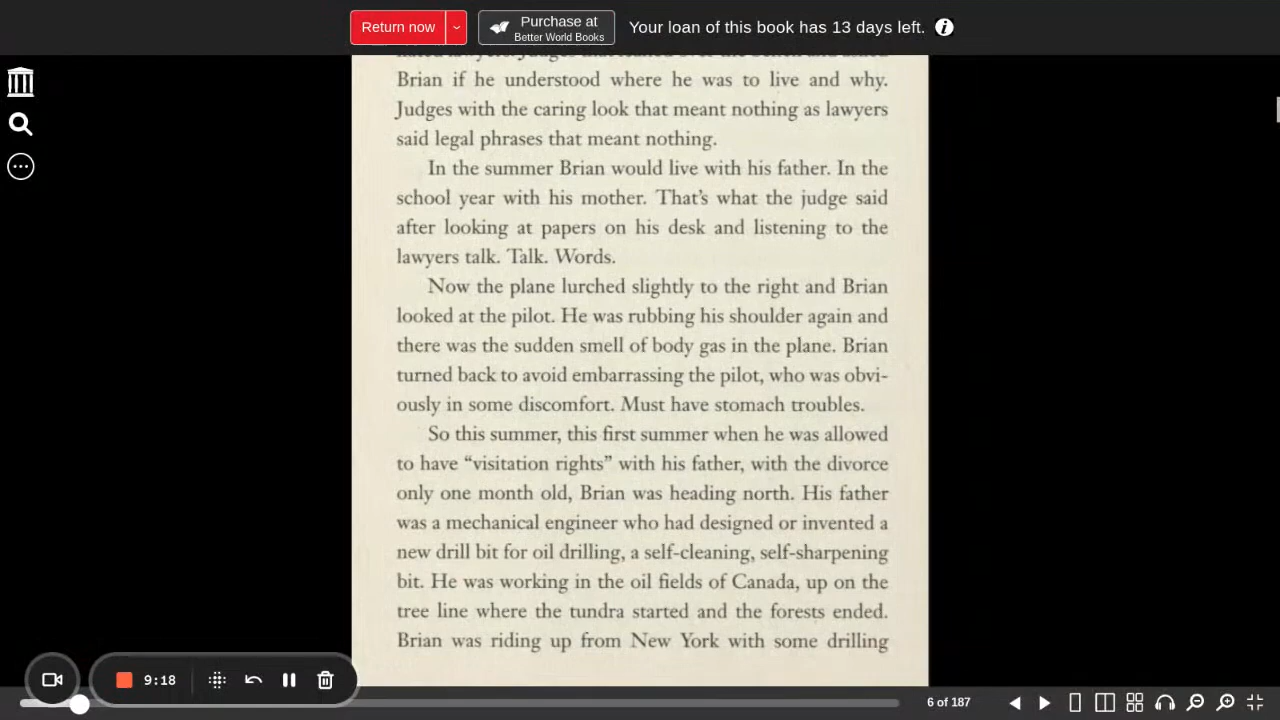 Return now
Purchase at
Better World Books
Your loan of this book has 13 days left.
Brian if he understood where he was to live and why.
Judges with the caring look that meant nothing as lawyers
said legal phrases that meant nothing.
In the summer Brian would live with his father. In the
school year with his mother. That's what the judge said
after looking at papers on his desk and listening to the
lawyers talk. Talk. Words.
Now the plane lurched slightly to the right and Brian
looked at the pilot. He was rubbing his shoulder again and
there was the sudden smell of body gas in the plane. Brian
turned back to avoid embarrassing the pilot, who was obvi-
ously in some discomfort. Must have stomach troubles.
So this summer, this first summer when he was allowed
to have “visitation rights” with his father, with the divorce
only one month old, Brian was heading north. His father
was a mechanical engineer who had designed or invented a
new drill bit for oil drilling, a self-cleaning, self-sharpening
bit. He was working in the oil fields of Canada, up on the
tree line where the tundra started and the forests ended.
Brian was riding up from New York with some drilling
9:18
6 of 187